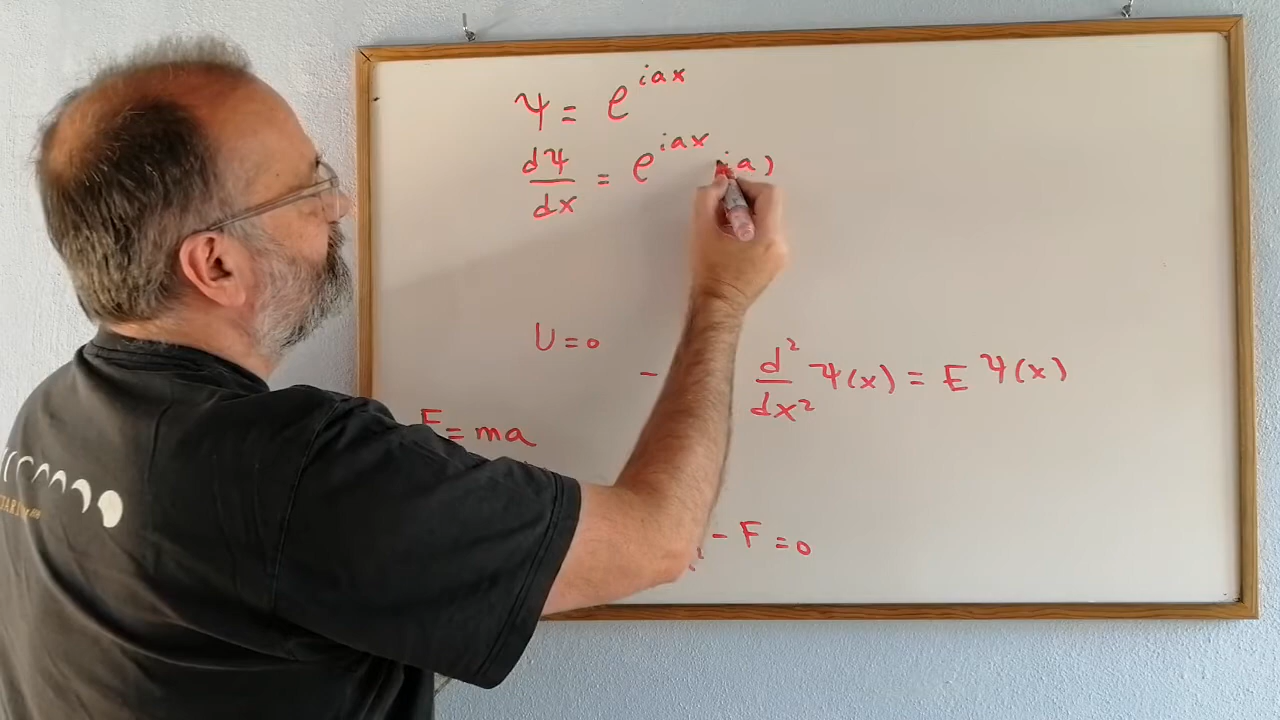 Ψ = e^{iax}
dΨ/dx = e^{iax} ia)
U = 0
- d²/dx² Ψ(x) = E Ψ(x)
F = ma
- F = 0